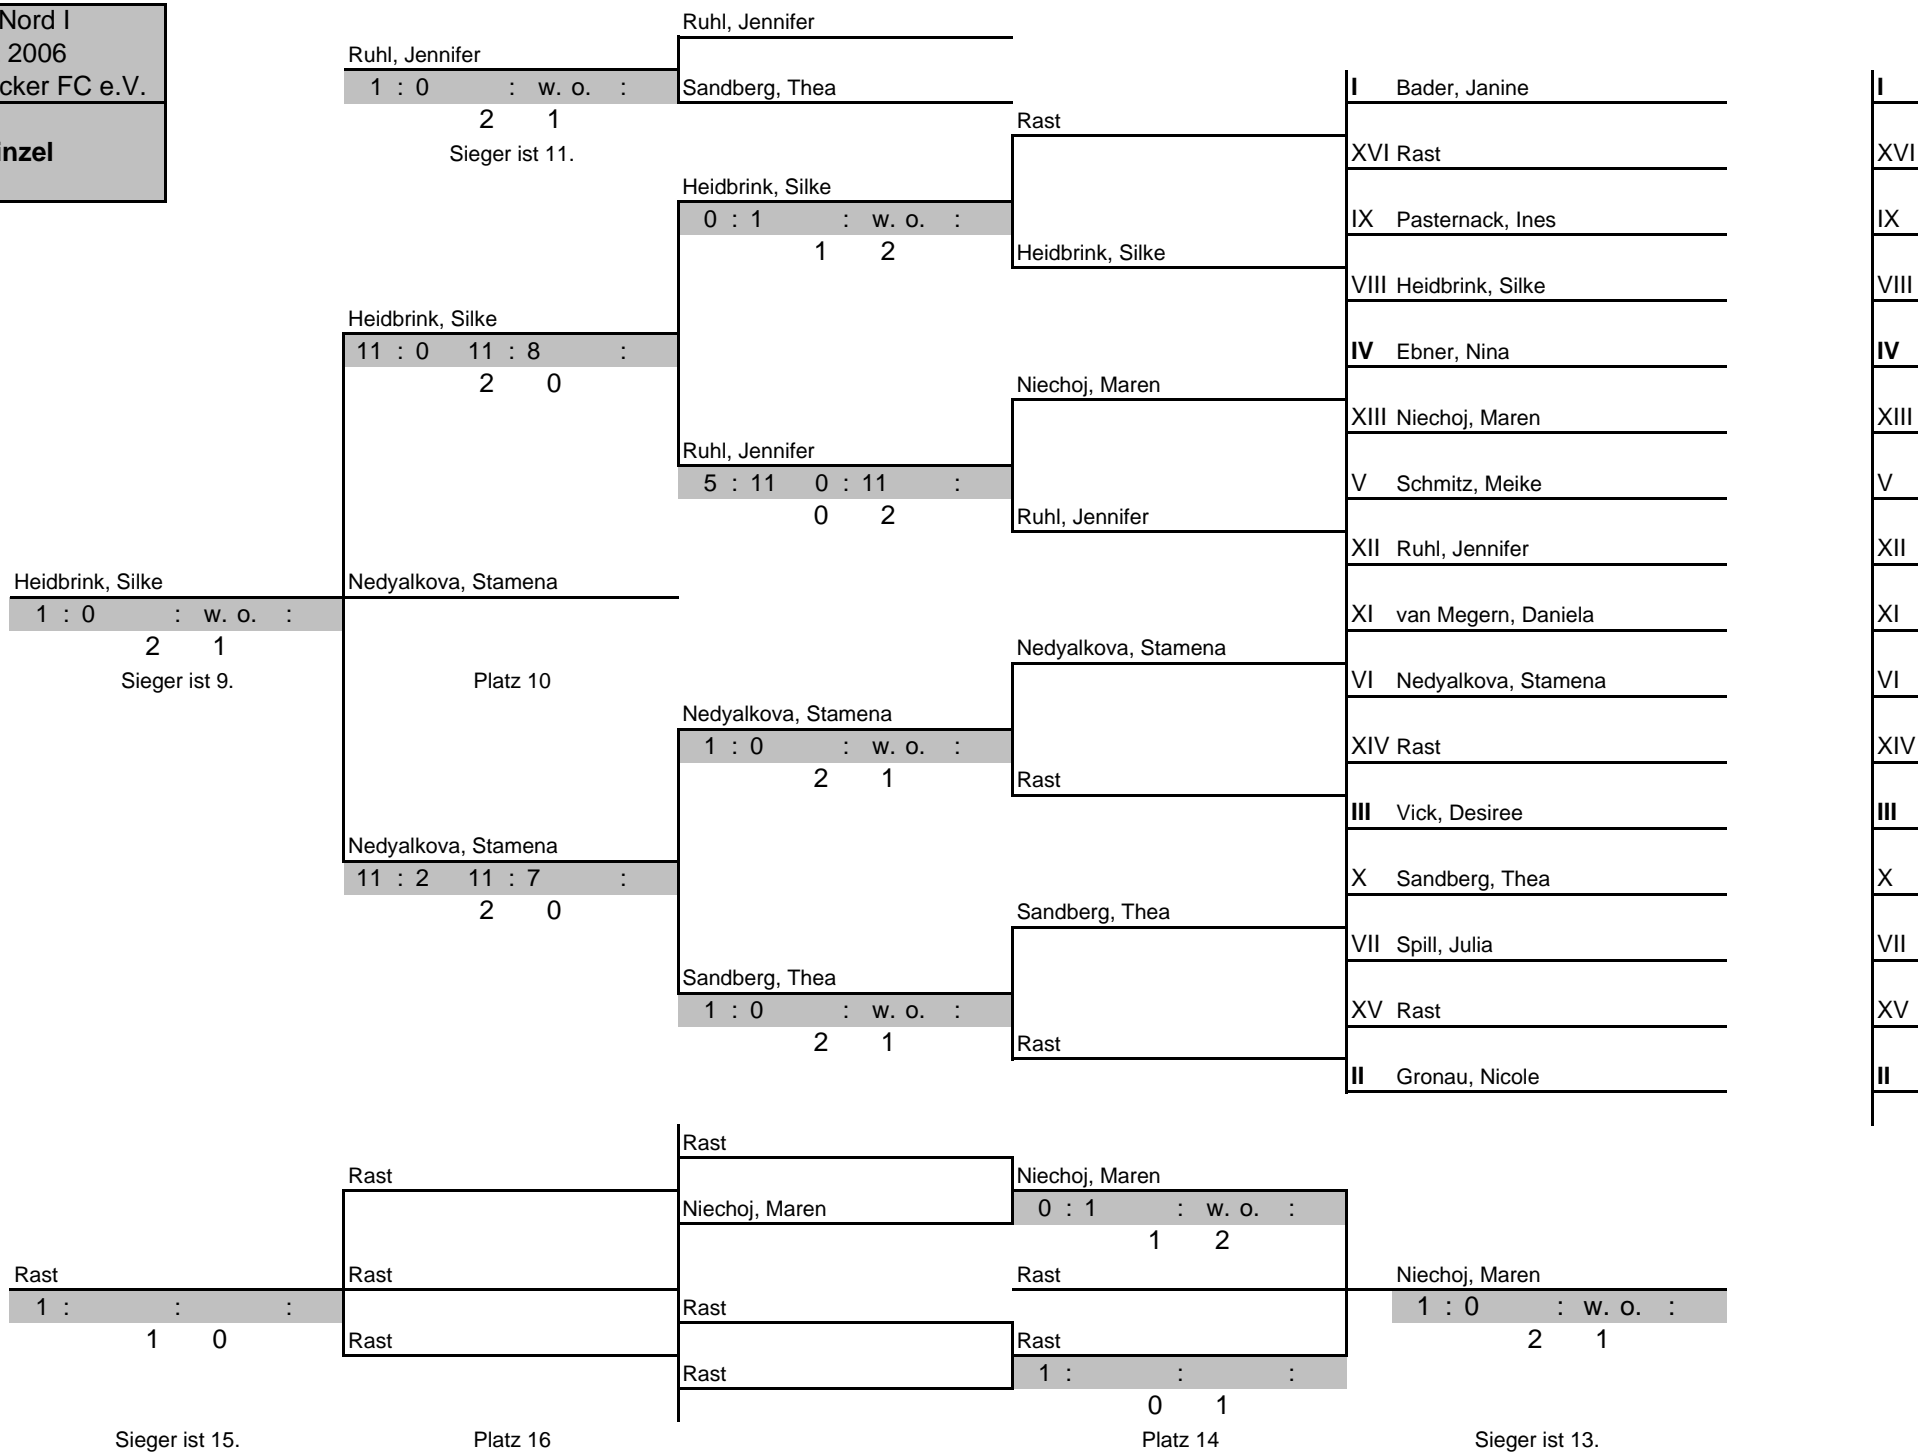 Nord I
2006
cker FC e.V.
inzel
Ruhl, Jennifer
1 : 0 : w. o. :
2 1
Sieger ist 11.
Ruhl, Jennifer
Sandberg, Thea
Heidbrink, Silke
0 : 1 : w. o. :
1 2
Rast
Heidbrink, Silke
Heidbrink, Silke
11 : 0 11 : 8 :
2 0
Ruhl, Jennifer
5 : 11 0 : 11 :
0 2
Niechoj, Maren
Ruhl, Jennifer
Heidbrink, Silke
1 : 0 : w. o. :
2 1
Sieger ist 9.
Nedyalkova, Stamena
Platz 10
Nedyalkova, Stamena
1 : 0 : w. o. :
2 1
Nedyalkova, Stamena
Rast
Nedyalkova, Stamena
11 : 2 11 : 7 :
2 0
Sandberg, Thea
1 : 0 : w. o. :
2 1
Sandberg, Thea
Rast
I Bader, Janine
XVI Rast
IX Pasternack, Ines
VIII Heidbrink, Silke
IV Ebner, Nina
XIII Niechoj, Maren
V Schmitz, Meike
XII Ruhl, Jennifer
XI van Megern, Daniela
VI Nedyalkova, Stamena
XIV Rast
III Vick, Desiree
X Sandberg, Thea
VII Spill, Julia
XV Rast
II Gronau, Nicole
I
XVI
IX
VIII
IV
XIII
V
XII
XI
VI
XIV
III
X
VII
XV
II
Rast
1 : : :
1 0
Sieger ist 15.
Rast
Rast
Rast
Platz 16
Rast
Niechoj, Maren
Rast
Rast
Niechoj, Maren
0 : 1 : w. o. :
1 2
Rast
Rast
1 : : :
0 1
Platz 14
Niechoj, Maren
1 : 0 : w. o. :
2 1
Sieger ist 13.